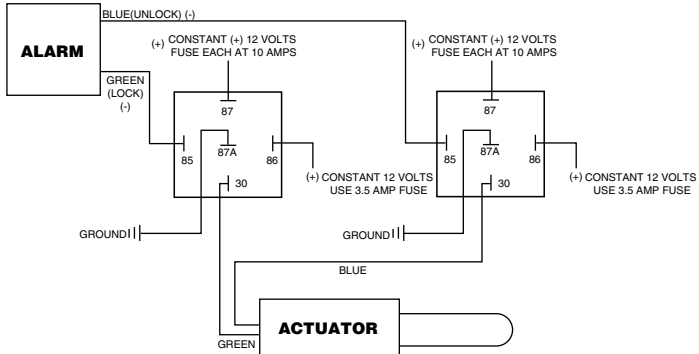 BLUE(UNLOCK) (-)
ALARM
GREEN
(LOCK)
(-)
(+) CONSTANT (+) 12 VOLTS
FUSE EACH AT 10 AMPS
87
85
87A
86
30
(+) CONSTANT 12 VOLTS
USE 3.5 AMP FUSE
GROUND
(+) CONSTANT (+) 12 VOLTS
FUSE EACH AT 10 AMPS
87
85
87A
86
30
(+) CONSTANT 12 VOLTS
USE 3.5 AMP FUSE
GROUND
BLUE
GREEN
ACTUATOR